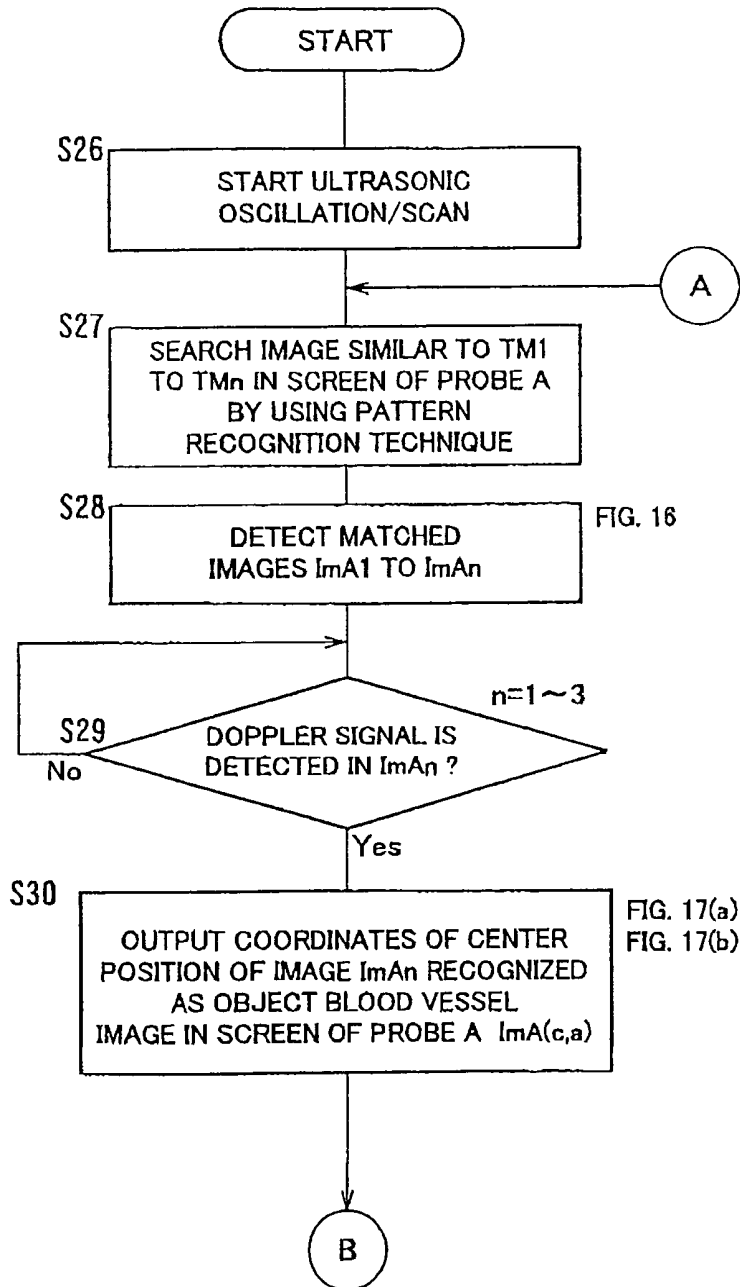 START
S26
START ULTRASONIC
OSCILLATION/SCAN
A
S27
SEARCH IMAGE SIMILAR TO TM1
TO TMn IN SCREEN OF PROBE A
BY USING PATTERN
RECOGNITION TECHNIQUE
S28
FIG. 16
DETECT MATCHED
IMAGES ImA1 TO ImAn
n=1～3
S29
DOPPLER SIGNAL IS
DETECTED IN ImAn ?
No
Yes
S30
FIG. 17(a)
FIG. 17(b)
OUTPUT COORDINATES OF CENTER
POSITION OF IMAGE ImAn RECOGNIZED
AS OBJECT BLOOD VESSEL
IMAGE IN SCREEN OF PROBE A ImA(c,a)
B